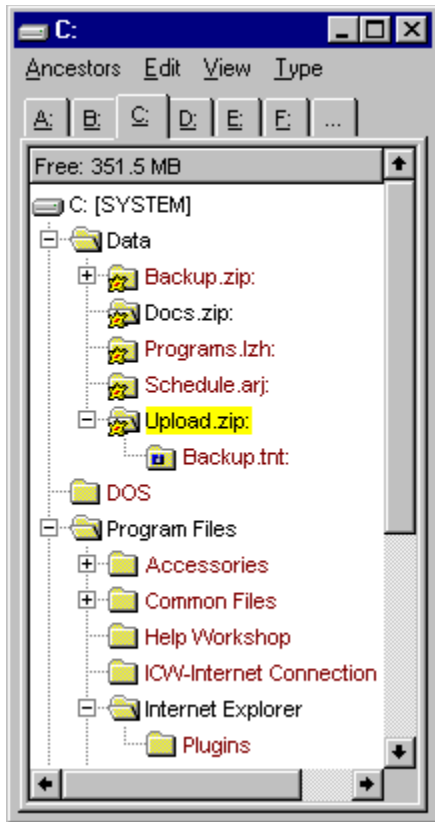 C:
Ancestors Edit View Type
A: B: C: D: E: F: ...
Free: 351.5 MB
C: [SYSTEM]
Data
Backup.zip:
Docs.zip:
Programs.lzh:
Schedule.arj:
Upload.zip:
Backup.tnt:
DOS
Program Files
Accessories
Common Files
Help Workshop
ICW-Internet Connection
Internet Explorer
Plugins